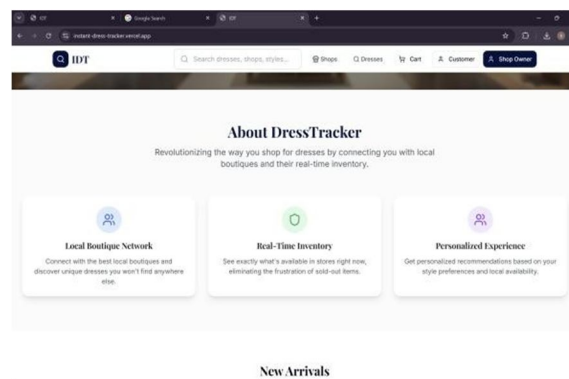 IDT
Google Search
IDT
instant-dress-tracker.vercel.app
IDT
Search dresses, shops, styles...
Shops
Dresses
Cart
Customer
Shop Owner
About DressTracker
Revolutionizing the way you shop for dresses by connecting you with local
boutiques and their real-time inventory.
Local Boutique Network
Connect with the best local boutiques and
discover unique dresses you won't find anywhere
else.
Real-Time Inventory
See exactly what's available in stores right now,
eliminating the frustration of sold-out items.
Personalized Experience
Get personalized recommendations based on your
style preferences and local availability.
New Arrivals